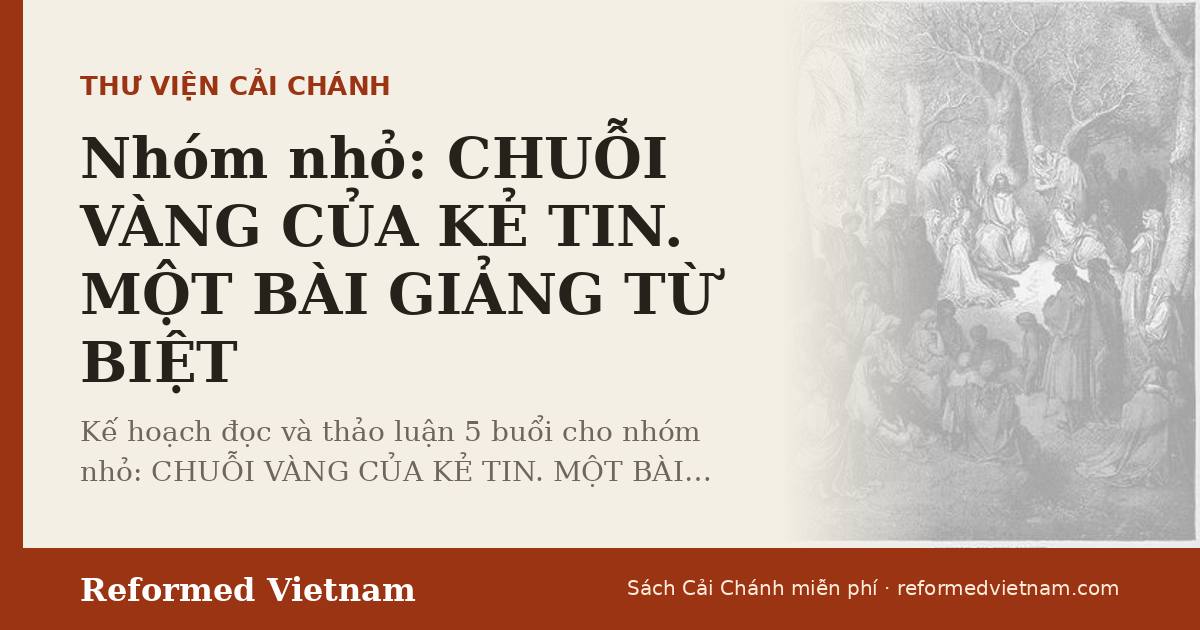 THƯ VIỆN CẢI CHÁNH
Nhóm nhỏ: CHUỖI
VÀNG CỦA KẺ TIN.
MỘT BÀI GIẢNG TỪ
BIỆT
Kế hoạch đọc và thảo luận 5 buổi cho nhóm
nhỏ: CHUỖI VÀNG CỦA KẺ TIN. MỘT BÀI...
Reformed Vietnam
Sách Cải Chánh miễn phí · reformedvietnam.com